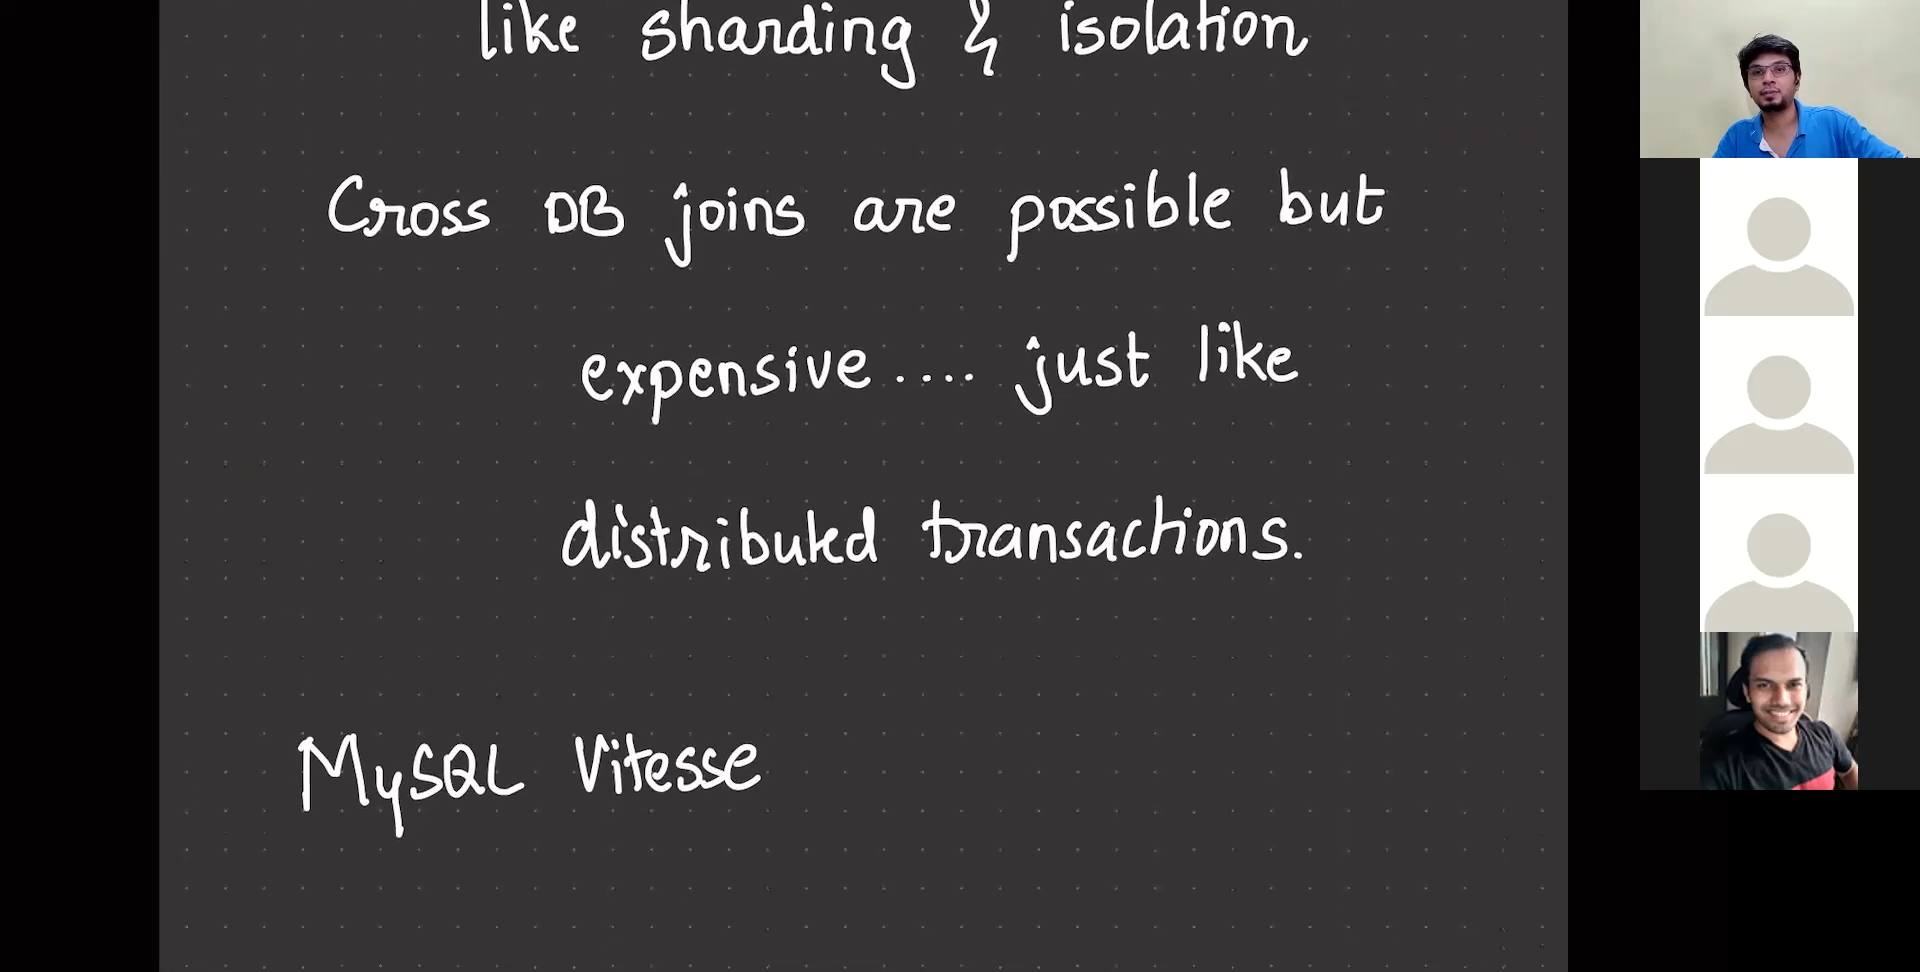 like sharding & isolation
Cross DB joins are possible but
expensive .... just like
distributed transactions.
MySQL Vitesse